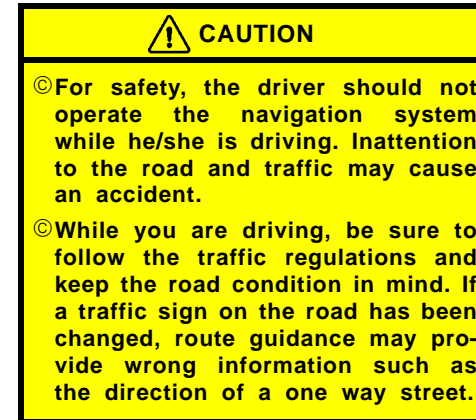 CAUTION
©For safety, the driver should not
operate the navigation system
while he/she is driving. Inattention
to the road and traffic may cause
an accident.
©While you are driving, be sure to
follow the traffic regulations and
keep the road condition in mind. If
a traffic sign on the road has been
changed, route guidance may pro-
vide wrong information such as
the direction of a one way street.